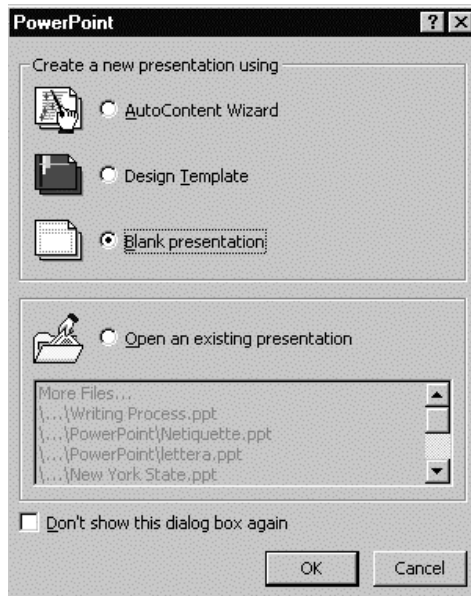 PowerPoint
Create a new presentation using
AutoContent Wizard
Design Template
Blank presentation
Open an existing presentation
More Files...
\...\Writing Process.ppt
\...\PowerPoint\Netiquette.ppt
\...\PowerPoint\lettera.ppt
\...\New York State.ppt
Don't show this dialog box again
OK Cancel